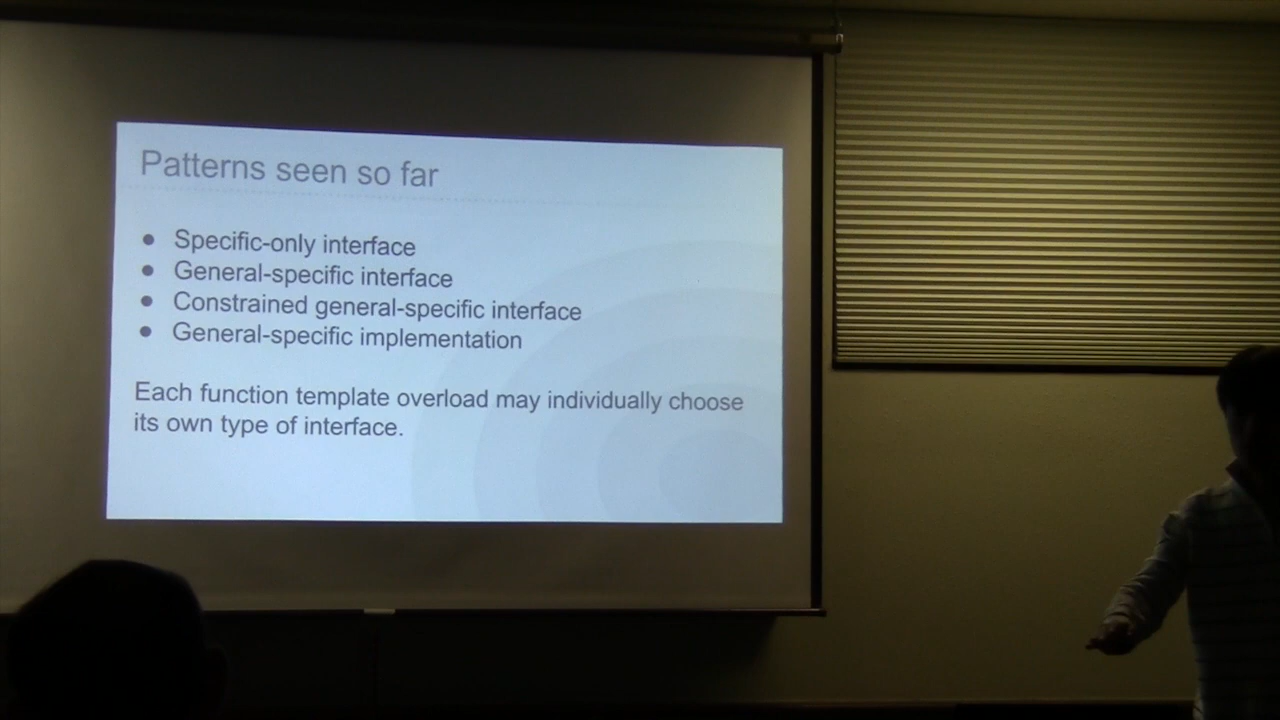 Patterns seen so far
● Specific-only interface
● General-specific interface
● Constrained general-specific interface
● General-specific implementation
Each function template overload may individually choose
its own type of interface.